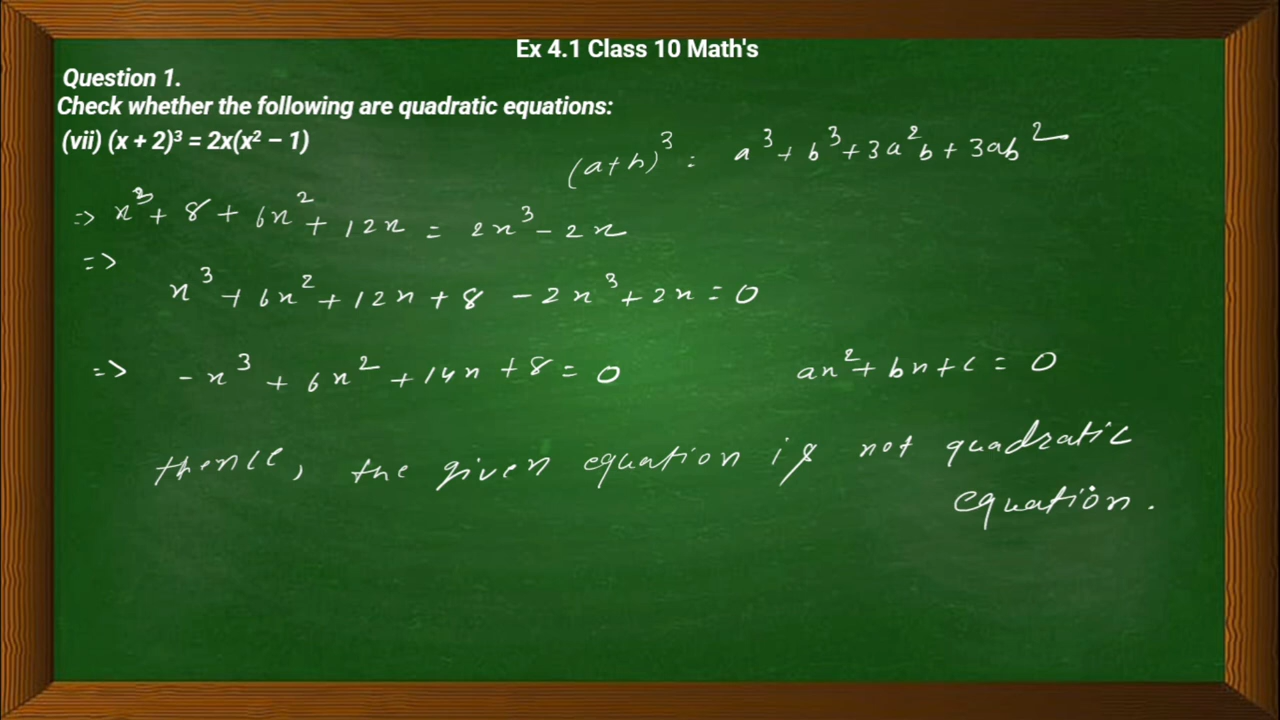 Ex 4.1 Class 10 Math's
Question 1.
Check whether the following are quadratic equations:
(vii) (x + 2)³ = 2x(x² – 1)
(a+b)³ = a³ + b³ + 3a²b + 3ab²
=> x³ + 8 + 6x² + 12x = 2x³ - 2x
=>
x³ + 6x² + 12x + 8 - 2x³ + 2x = 0
=> -x³ + 6x² + 14x + 8 = 0
ax² + bx + c = 0
thence, the given equation is not quadratic
equation.